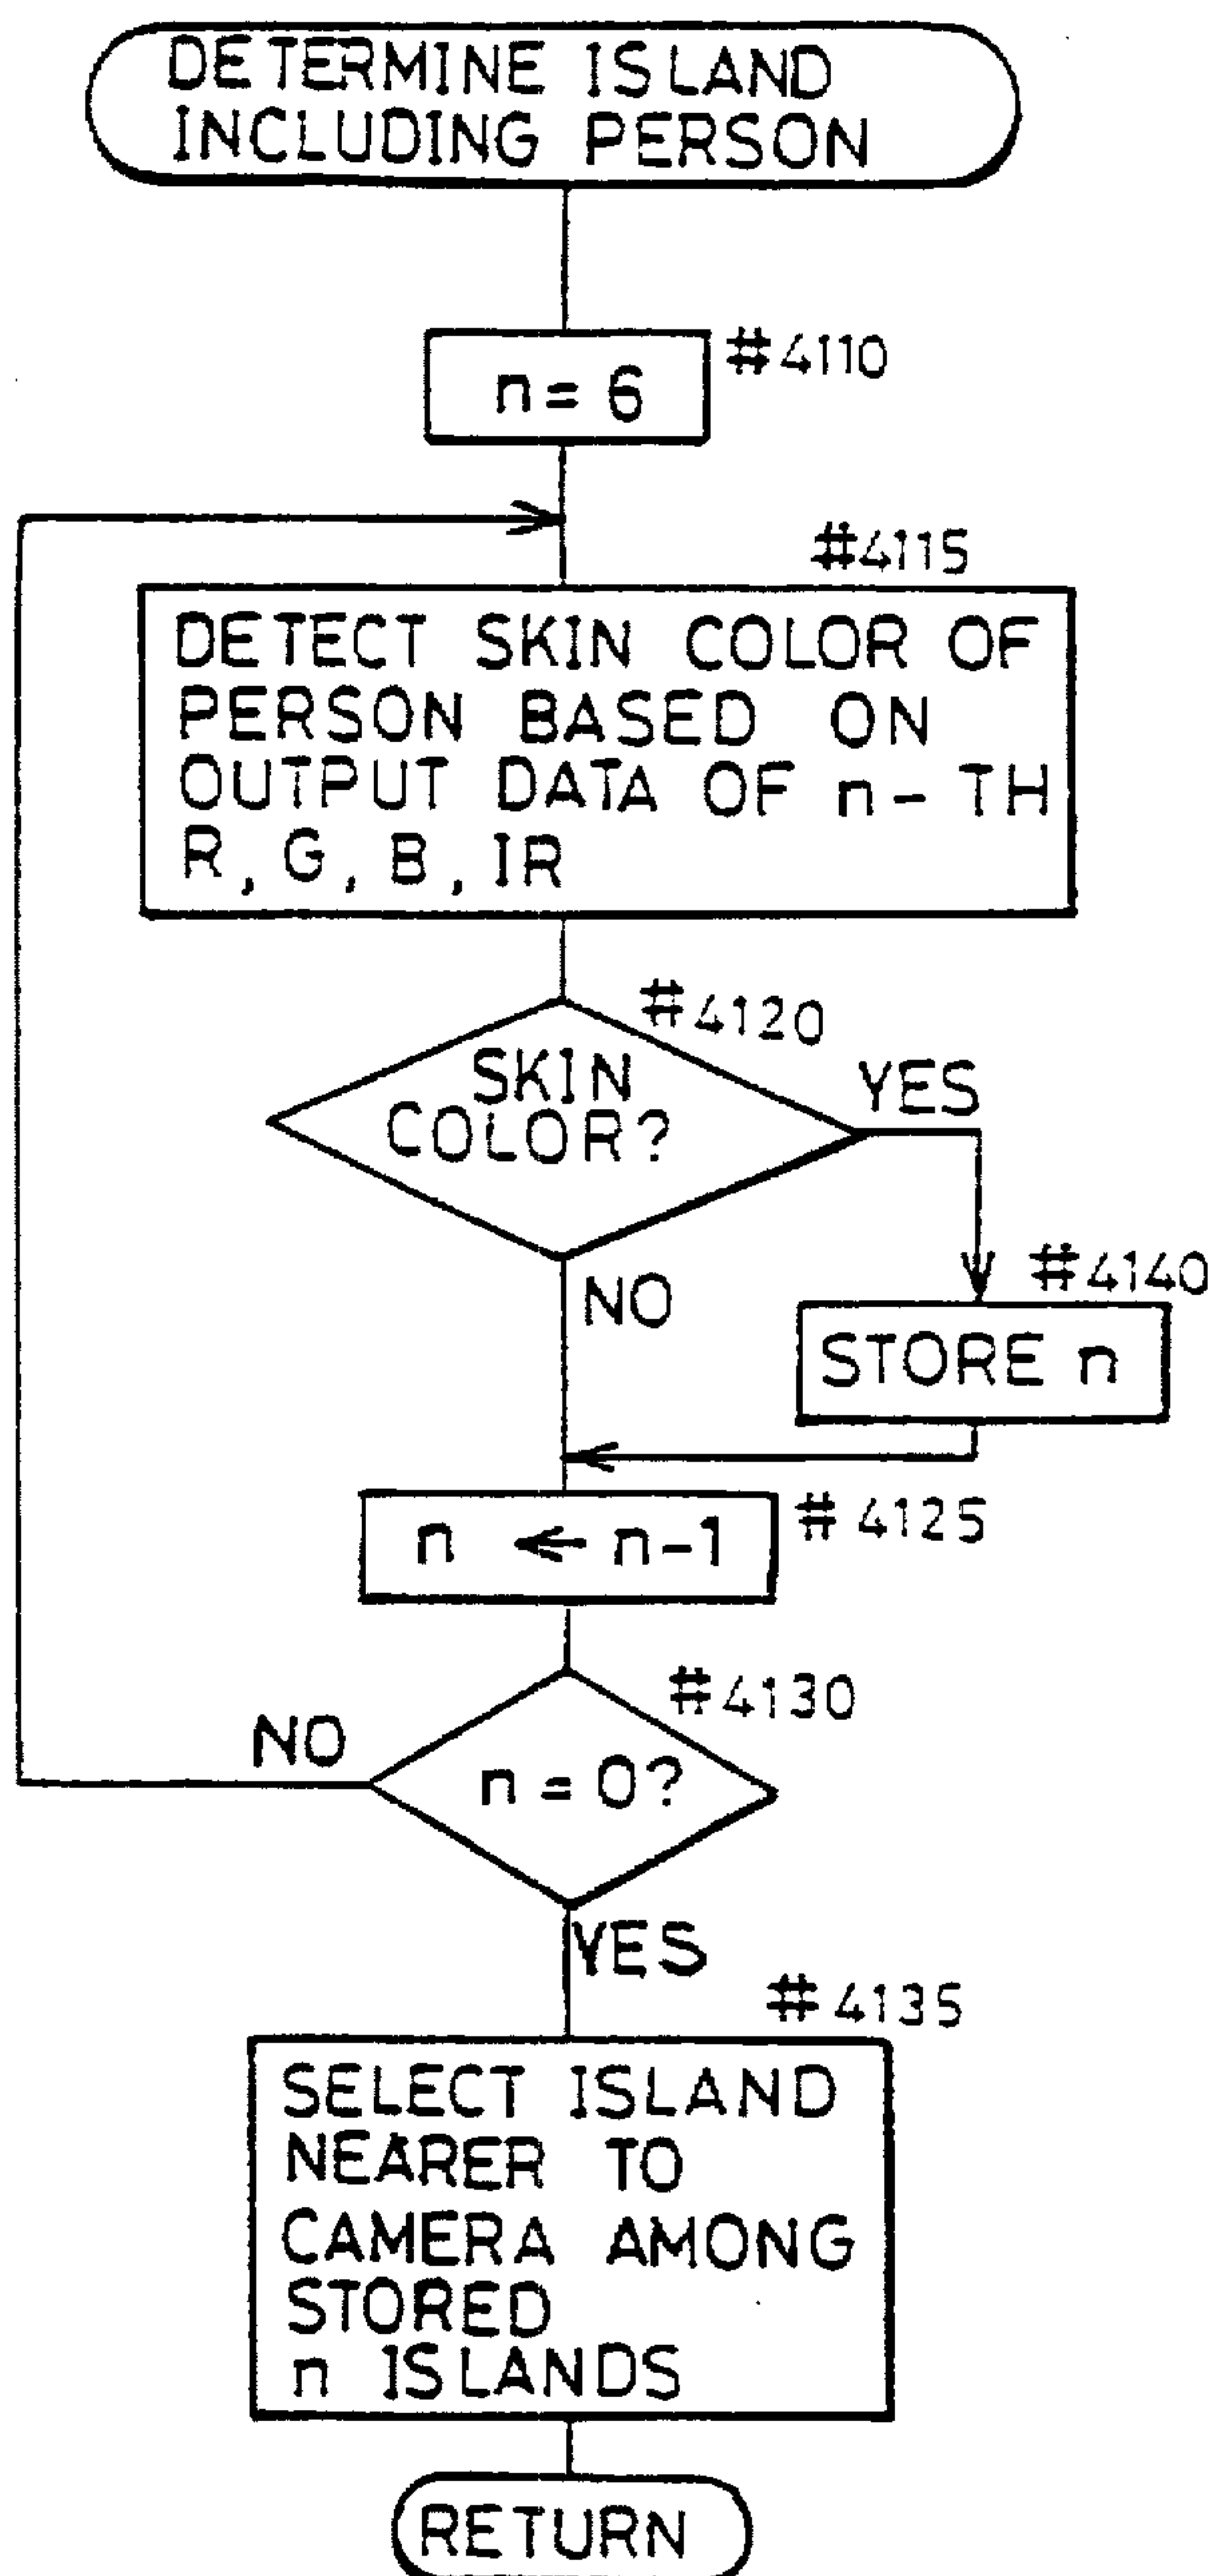 DETERMINE ISLAND
INCLUDING PERSON
n = 6
#4110
#4115
DETECT SKIN COLOR OF
PERSON BASED ON
OUTPUT DATA OF n-TH
R, G, B, IR
#4120
SKIN
COLOR?
YES
NO
#4140
STORE n
n ← n-1
#4125
#4130
n = 0?
NO
YES
#4135
SELECT ISLAND
NEARER TO
CAMERA AMONG
STORED
n ISLANDS
RETURN